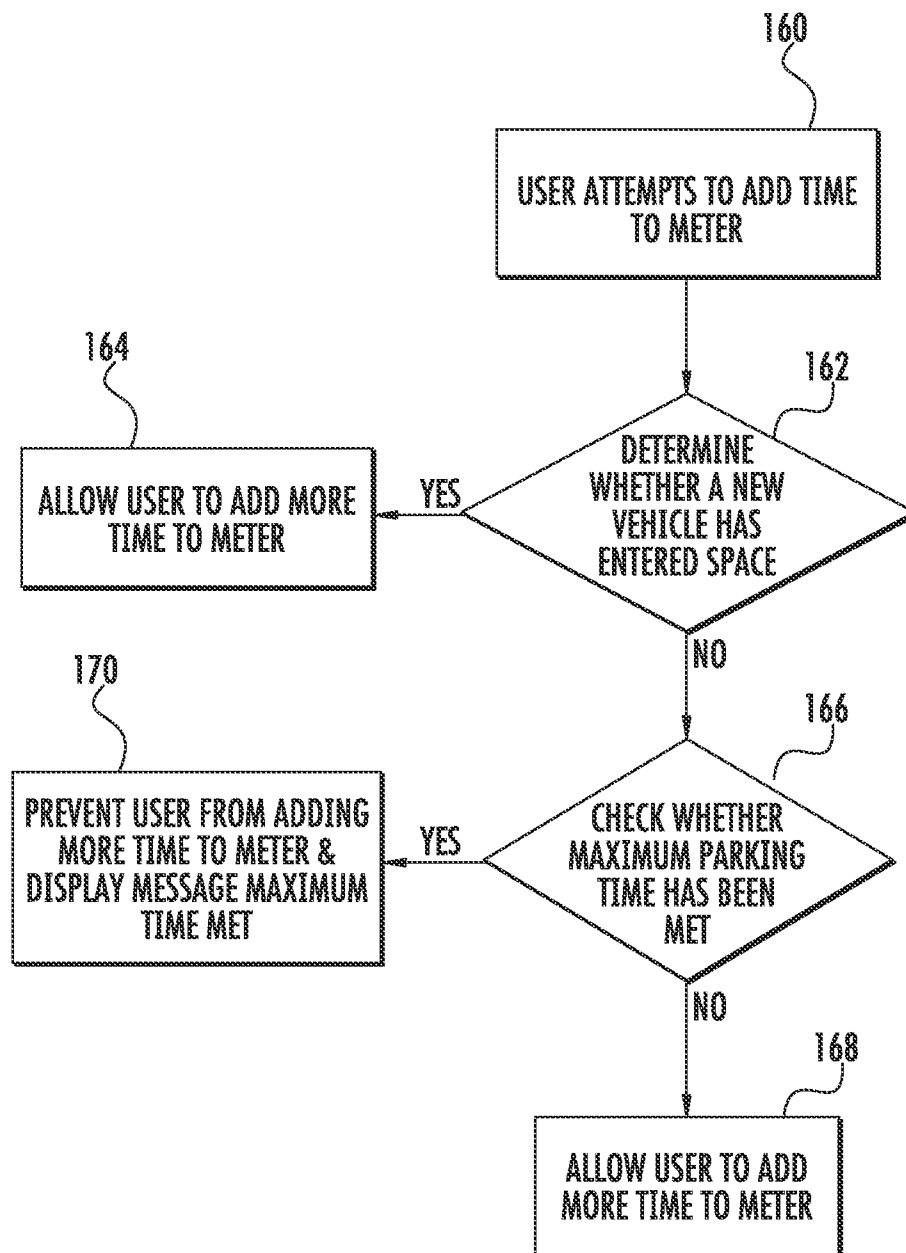 160
USER ATTEMPTS TO ADD TIME
TO METER
164
162
ALLOW USER TO ADD MORE
TIME TO METER
YES
DETERMINE
WHETHER A NEW
VEHICLE HAS
ENTERED SPACE
NO
170
166
PREVENT USER FROM ADDING
MORE TIME TO METER &
DISPLAY MESSAGE MAXIMUM
TIME MET
YES
CHECK WHETHER
MAXIMUM PARKING
TIME HAS BEEN
MET
NO
168
ALLOW USER TO ADD
MORE TIME TO METER